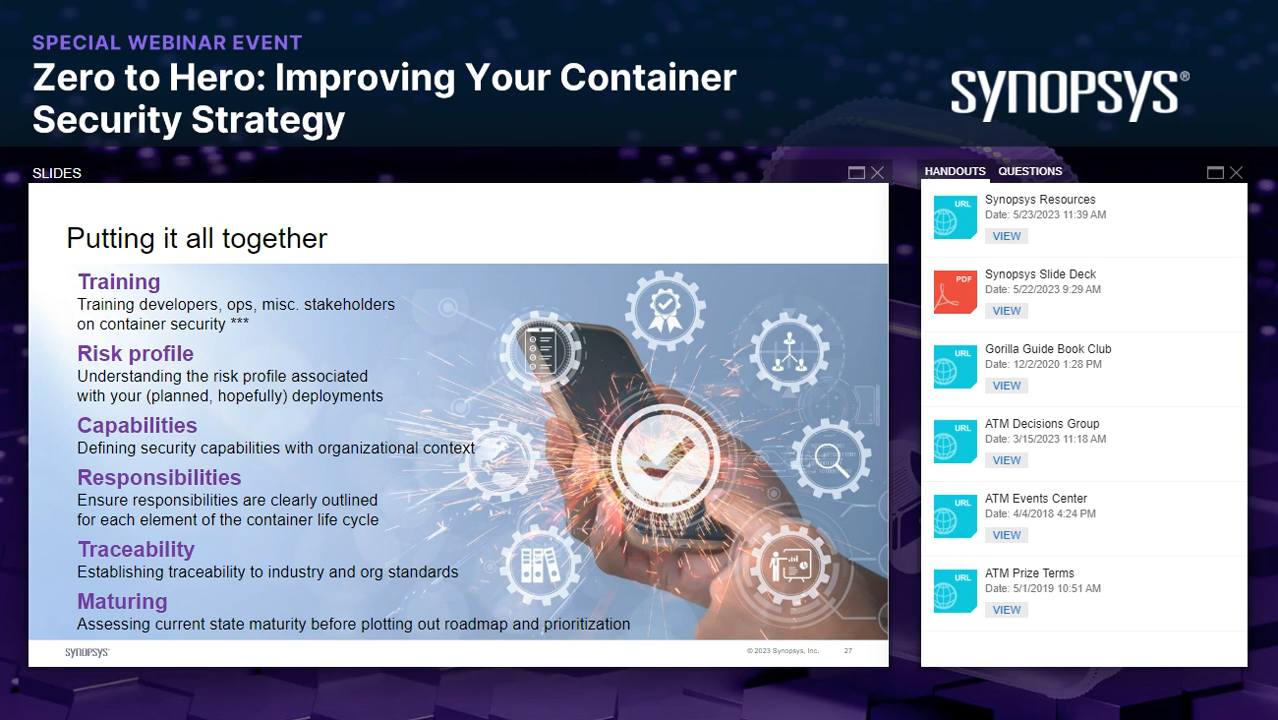 SPECIAL WEBINAR EVENT
Zero to Hero: Improving Your Container
Security Strategy
SYNOPSYS®
SLIDES
Putting it all together
Training
Training developers, ops, misc. stakeholders
on container security ***
Risk profile
Understanding the risk profile associated
with your (planned, hopefully) deployments
Capabilities
Defining security capabilities with organizational context
Responsibilities
Ensure responsibilities are clearly outlined
for each element of the container life cycle
Traceability
Establishing traceability to industry and org standards
Maturing
Assessing current state maturity before plotting out roadmap and prioritization
SYNOPSYS®
© 2023 Synopsys, Inc. 27
HANDOUTS QUESTIONS
URL
Synopsys Resources
Date: 5/23/2023 11:39 AM
VIEW
PDF
Synopsys Slide Deck
Date: 5/22/2023 9:29 AM
VIEW
URL
Gorilla Guide Book Club
Date: 12/2/2020 1:28 PM
VIEW
URL
ATM Decisions Group
Date: 3/15/2023 11:18 AM
VIEW
URL
ATM Events Center
Date: 4/4/2018 4:24 PM
VIEW
URL
ATM Prize Terms
Date: 5/1/2019 10:51 AM
VIEW